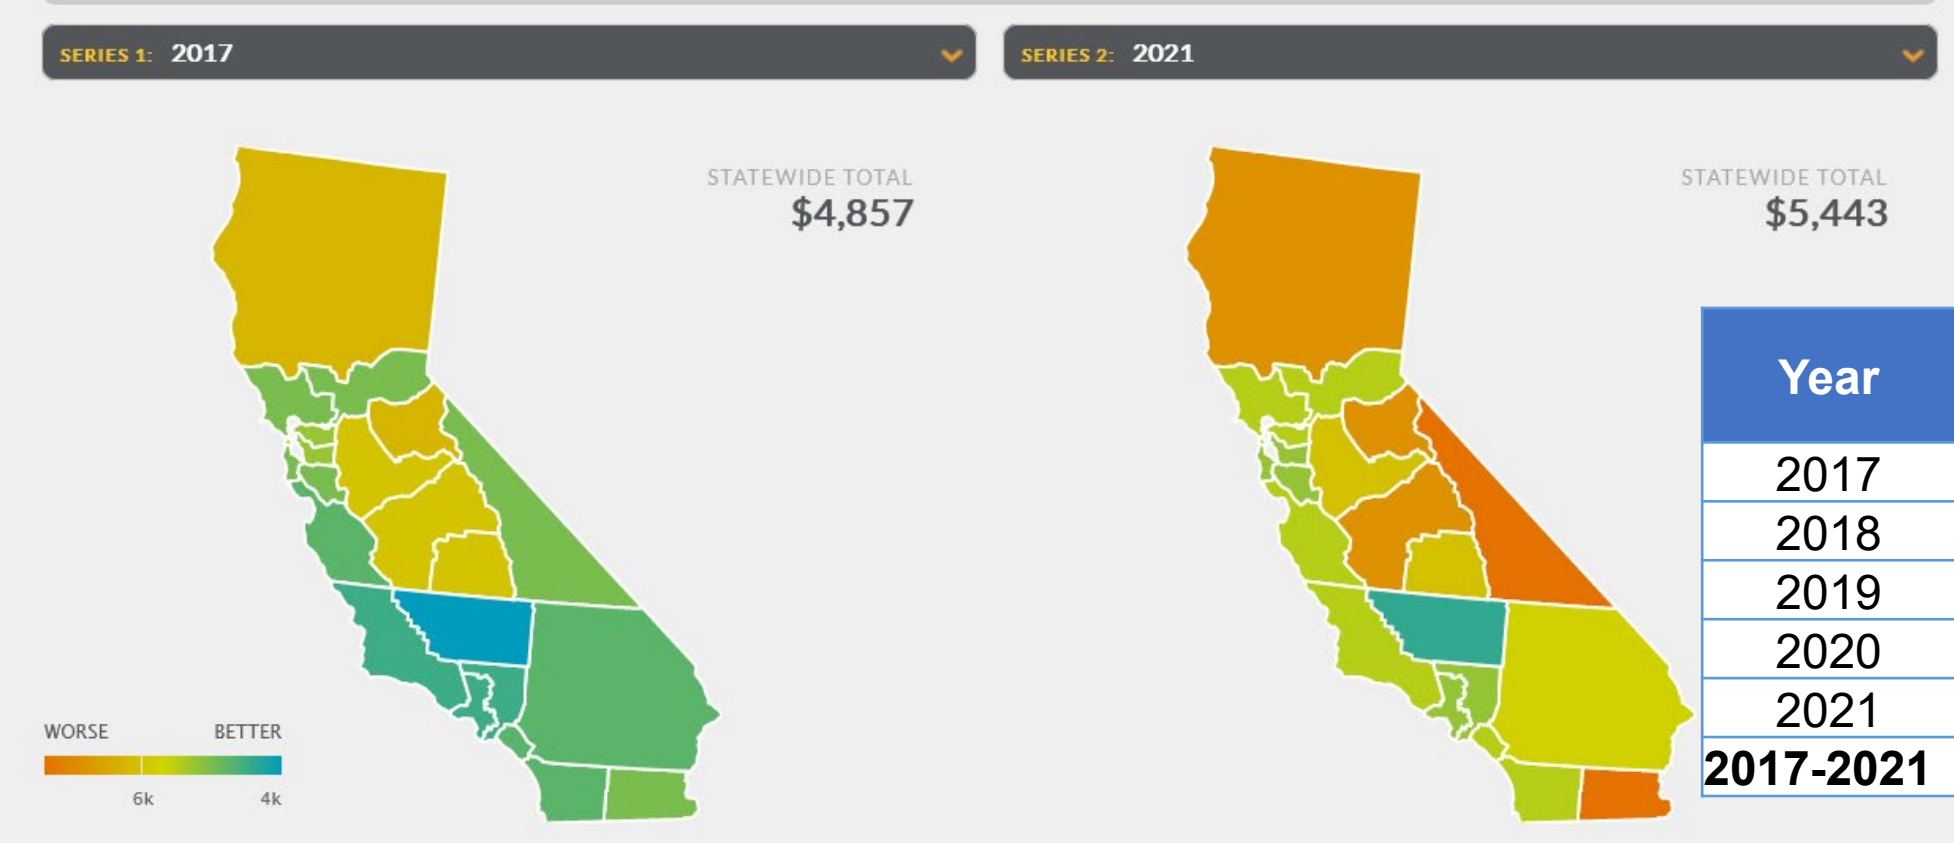 SERIES 1: 2017
SERIES 2: 2021
STATEWIDE TOTAL
$4,857
STATEWIDE TOTAL
$5,443
Year
2017
2018
2019
2020
2021
2017-2021
WORSE BETTER
6k 4k